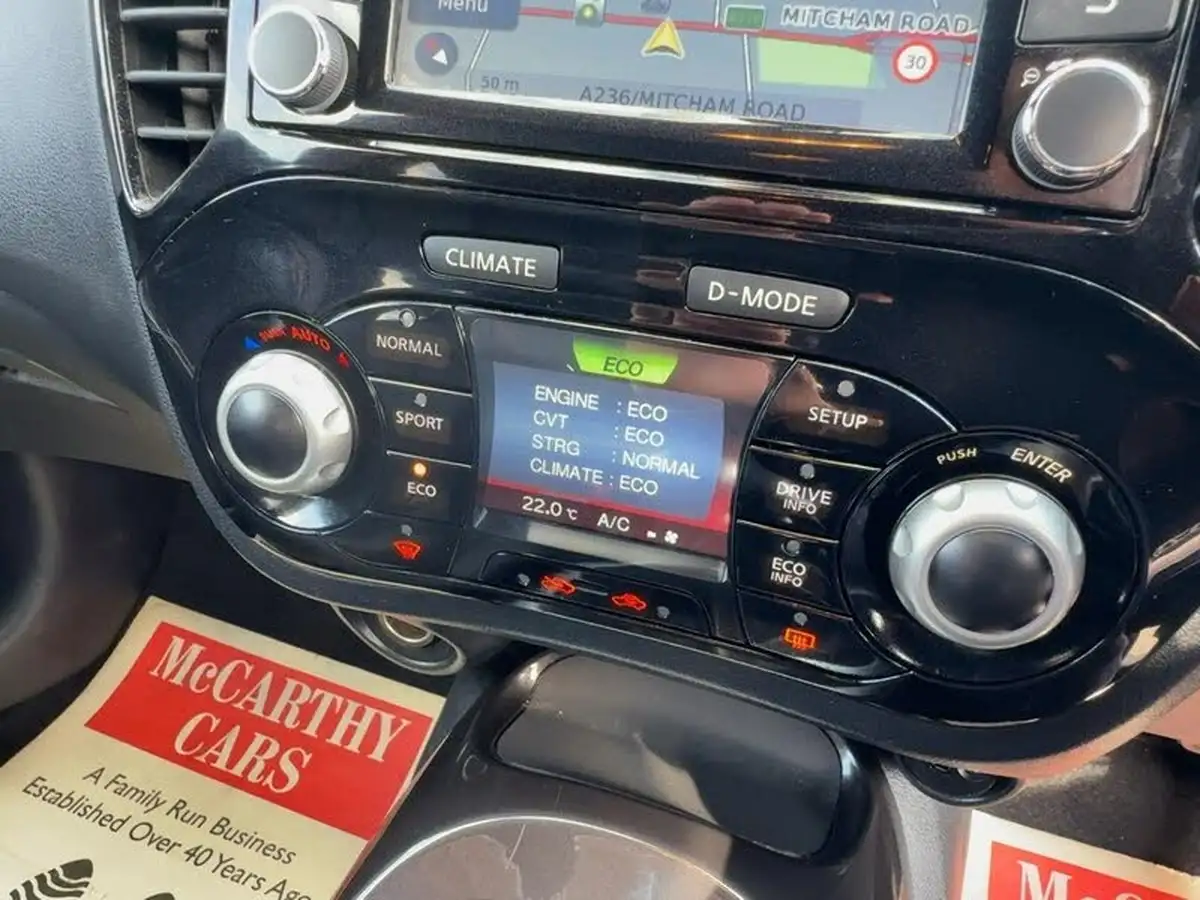 Menu
MITCHAM ROAD
30
50 m
A236/MITCHAM ROAD
CLIMATE
D-MODE
AUTO
NORMAL
SPORT
ECO
ECO
ENGINE : ECO
CVT : ECO
STRG : NORMAL
CLIMATE : ECO
22.0 °C A/C
SETUP
DRIVE
INFO
ECO
INFO
PUSH ENTER
McCARTHY
CARS
A Family Run Business
Established Over 40 Years Ago